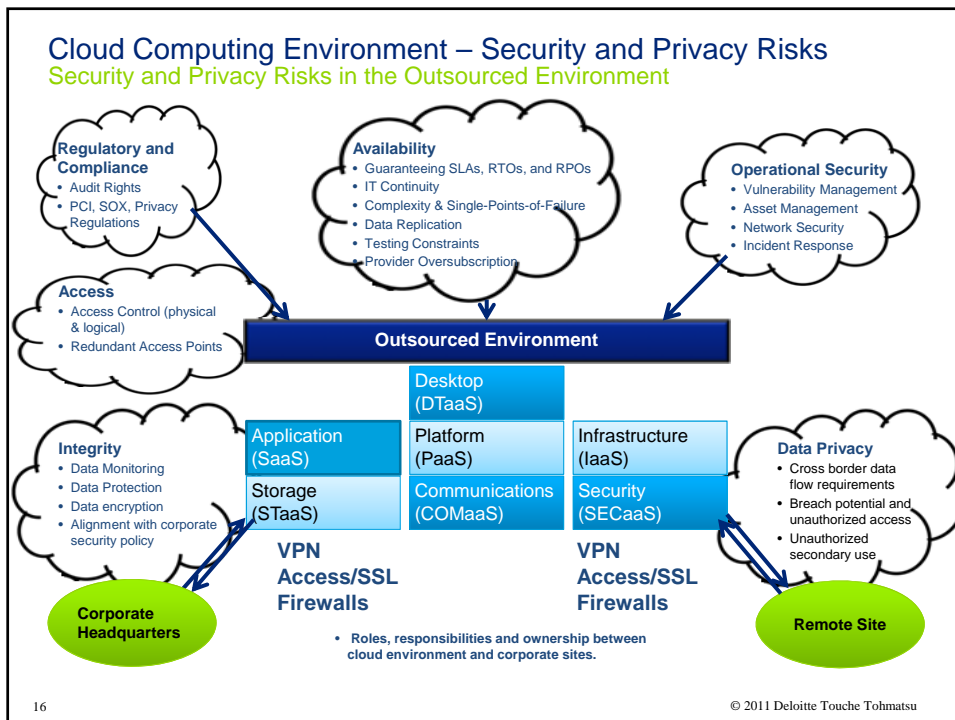 Cloud Computing Environment – Security and Privacy Risks
Security and Privacy Risks in the Outsourced Environment
Regulatory and
Compliance
• Audit Rights
• PCI, SOX, Privacy
Regulations
Availability
• Guaranteeing SLAs, RTOs, and RPOs
• IT Continuity
• Complexity & Single-Points-of-Failure
• Data Replication
• Testing Constraints
• Provider Oversubscription
Operational Security
• Vulnerability Management
• Asset Management
• Network Security
• Incident Response
Access
• Access Control (physical
& logical)
• Redundant Access Points
Outsourced Environment
Desktop
(DTaaS)
Application
(SaaS)
Platform
(PaaS)
Infrastructure
(IaaS)
Storage
(STaaS)
Communications
(COMaaS)
Security
(SECaaS)
Integrity
• Data Monitoring
• Data Protection
• Data encryption
• Alignment with corporate
security policy
Data Privacy
• Cross border data
flow requirements
• Breach potential and
unauthorized access
• Unauthorized
secondary use
VPN
Access/SSL
Firewalls
VPN
Access/SSL
Firewalls
Corporate
Headquarters
Remote Site
• Roles, responsibilities and ownership between
cloud environment and corporate sites.
16
© 2011 Deloitte Touche Tohmatsu